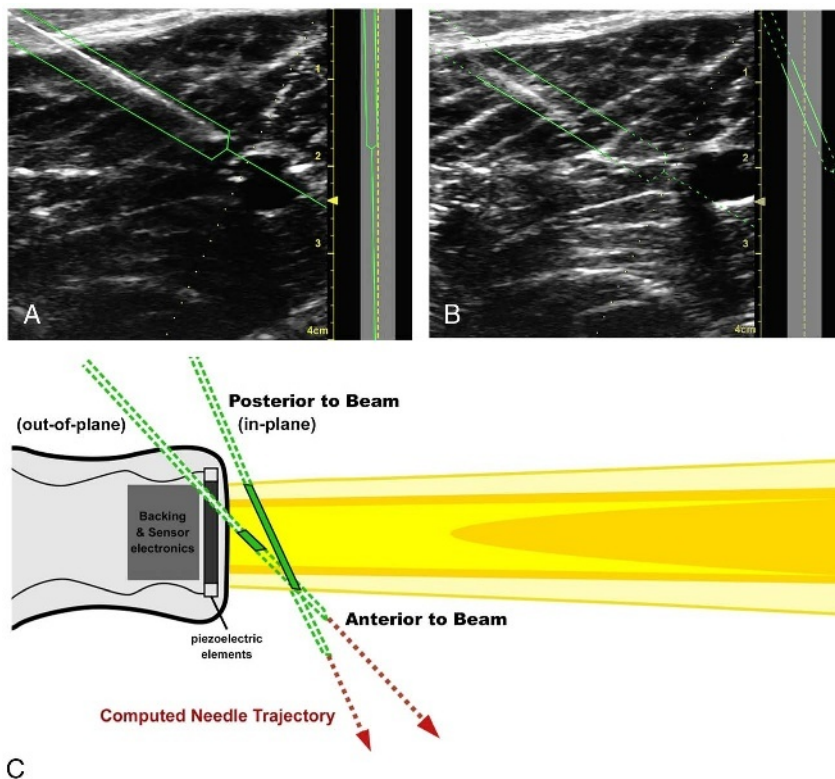 1
2
3
4cm
A
1
2
3
4cm
B
Posterior to Beam
(out-of-plane)
(in-plane)
Backing
& Sensor
electronics
Anterior to Beam
piezoelectric
elements
Computed Needle Trajectory
C